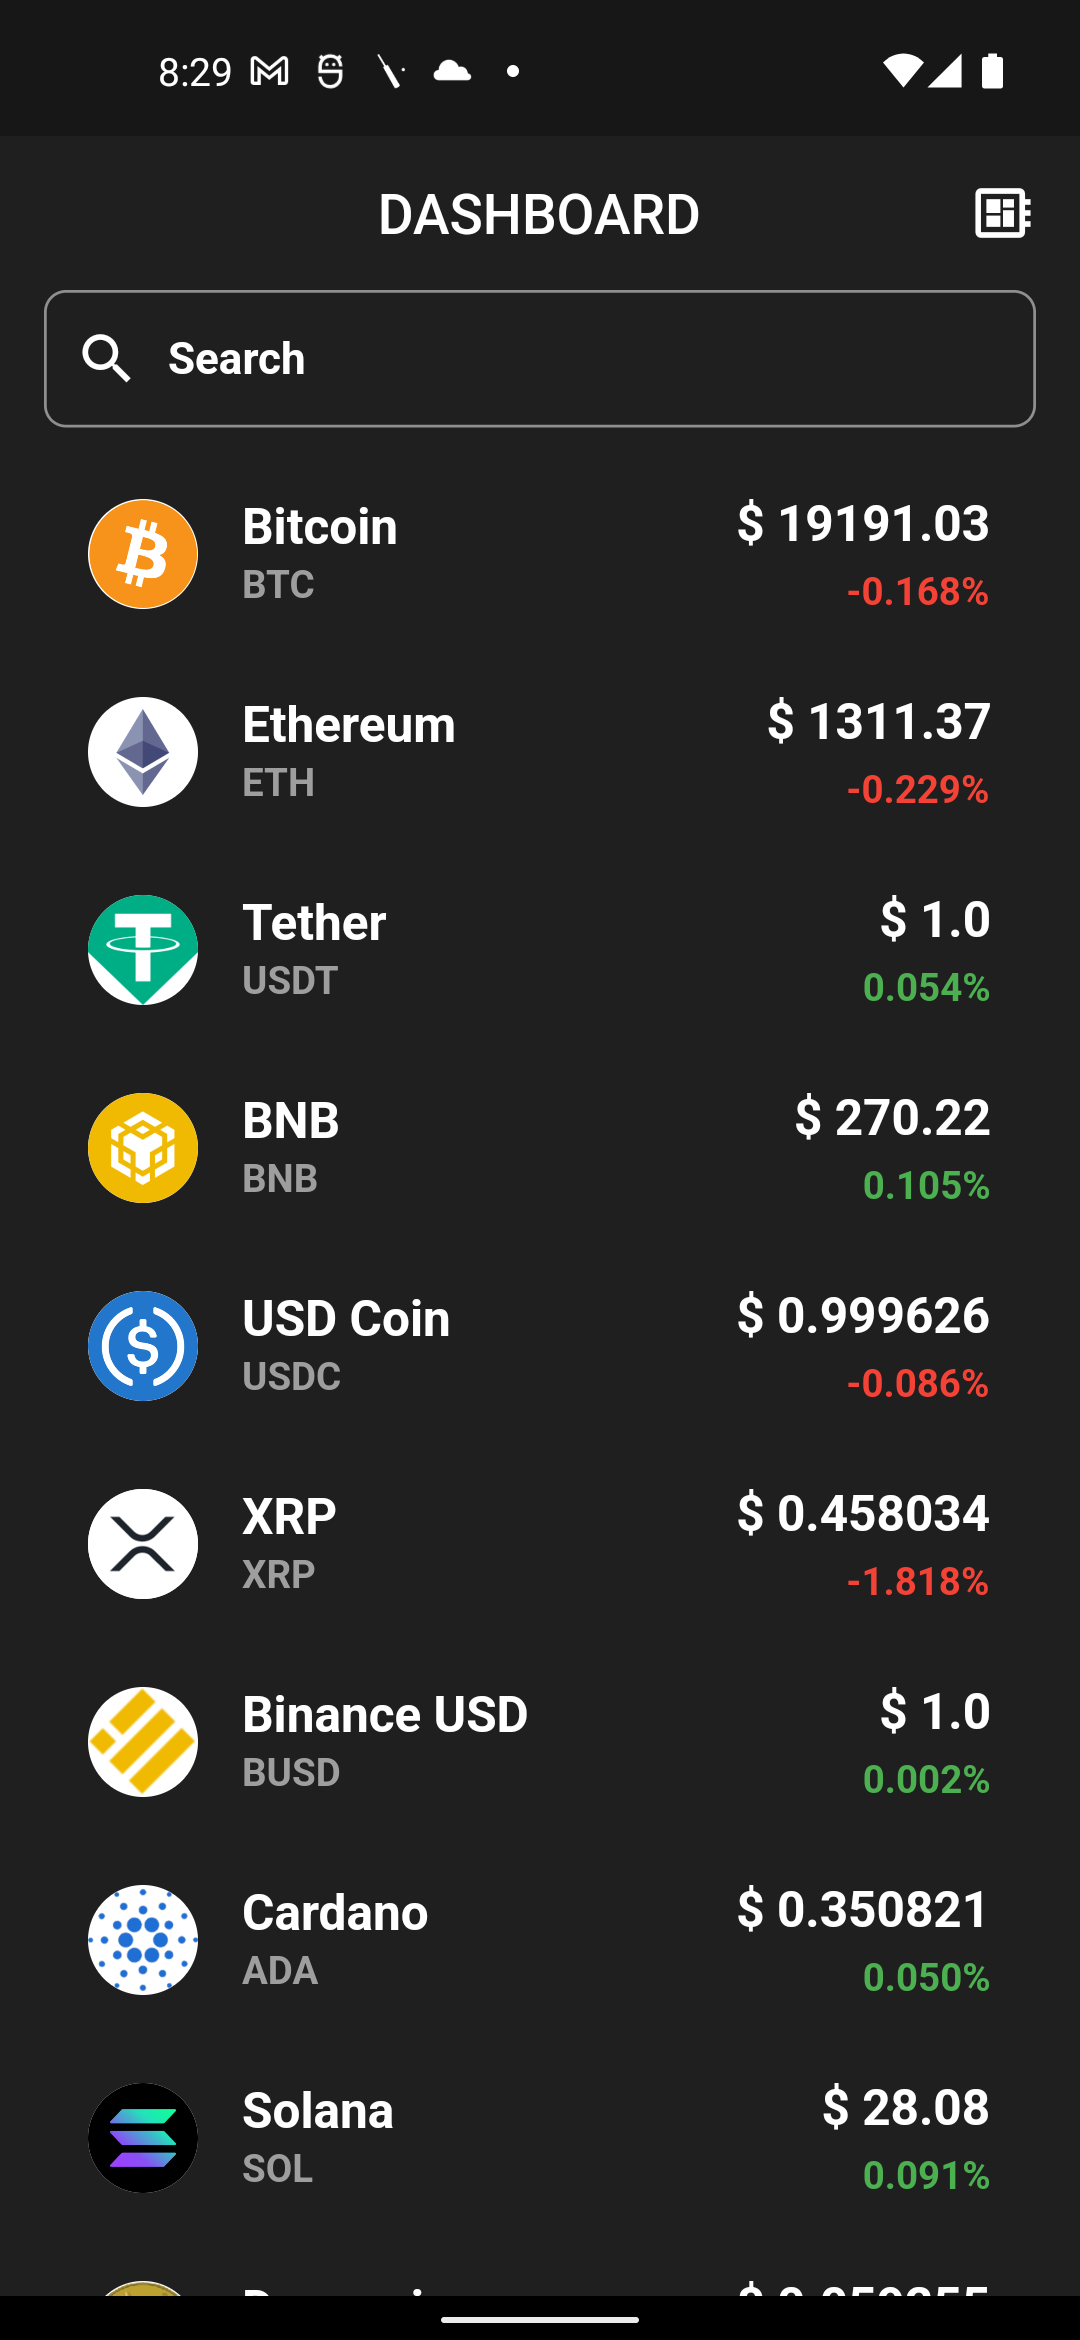 8:29
DASHBOARD
Search
Bitcoin
$ 19191.03
BTC
-0.168%
Ethereum
$ 1311.37
ETH
-0.229%
Tether
$ 1.0
USDT
0.054%
BNB
$ 270.22
BNB
0.105%
USD Coin
$ 0.999626
USDC
-0.086%
XRP
$ 0.458034
XRP
-1.818%
Binance USD
$ 1.0
BUSD
0.002%
Cardano
$ 0.350821
ADA
0.050%
Solana
$ 28.08
SOL
0.091%